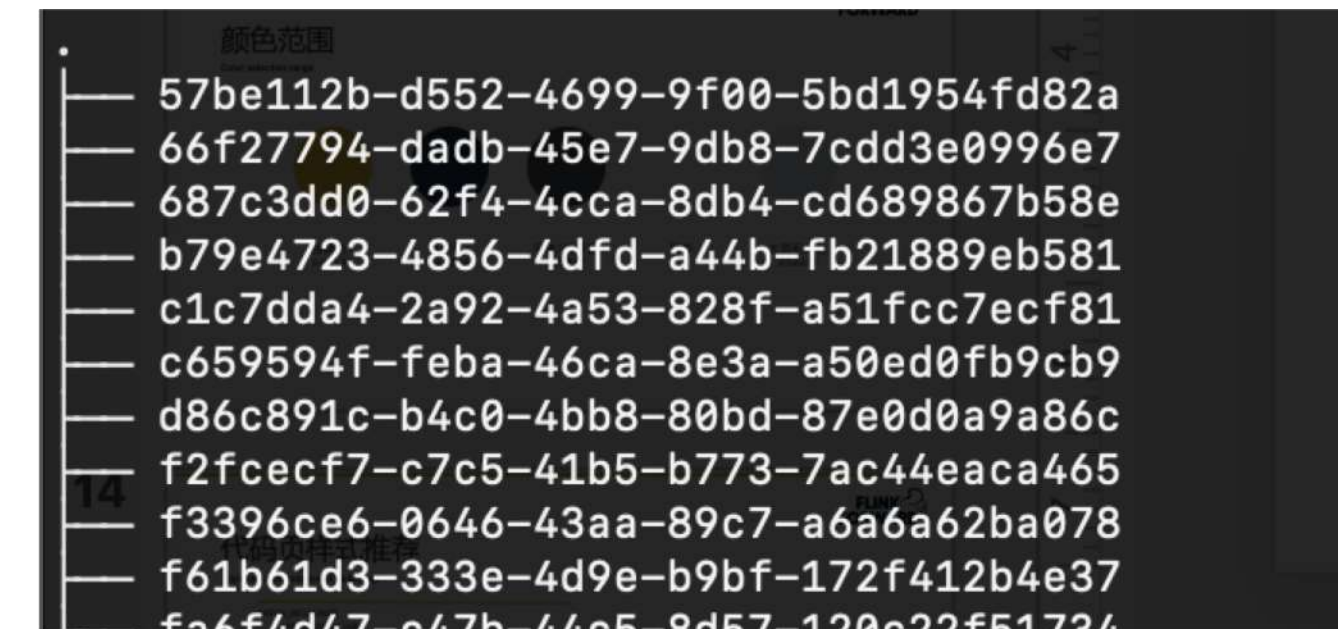 颜色范围
.
├── 57be112b-d552-4699-9f00-5bd1954fd82a
├── 66f27794-dadb-45e7-9db8-7cdd3e0996e7
├── 687c3dd0-62f4-4cca-8db4-cd689867b58e
├── b79e4723-4856-4dfd-a44b-fb21889eb581
├── c1c7dda4-2a92-4a53-828f-a51fcc7ecf81
├── c659594f-feba-46ca-8e3a-a50ed0fb9cb9
├── d86c891c-b4c0-4bb8-80bd-87e0d0a9a86c
├── f2fcecf7-c7c5-41b5-b773-7ac44eaca465
14
├── f3396ce6-0646-43aa-89c7-a6a6a62ba078
代码页样式推荐
├── f61b61d3-333e-4d9e-b9bf-172f412b4e37